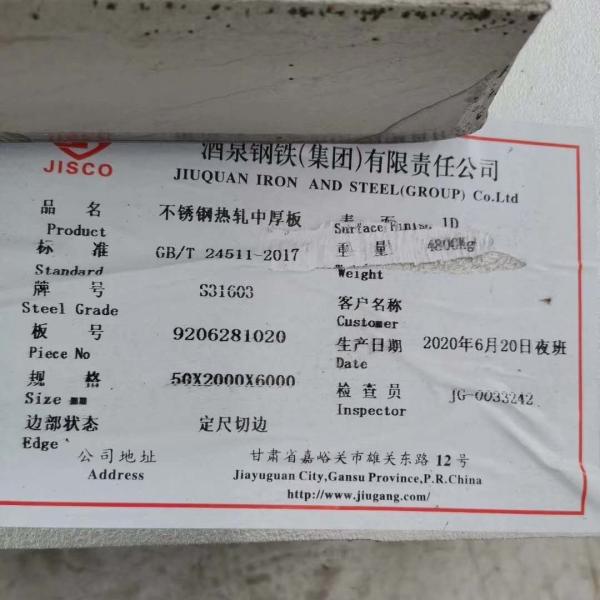 JISCO
酒泉钢铁(集团)有限责任公司
JIUQUAN IRON AND STEEL(GROUP) Co.Ltd
品 名 不锈钢热轧中厚板 表 面 1D
Product Surface Finish
标 准 GB/T 24511-2017 重 量 4800Kg
Standard Weight
牌 号 S31603 客户名称
Steel Grade Customer
板 号 9206281020 生产日期 2020年6月20日夜班
Piece No Date
规 格 50X2000X6000 检查员 JG-0033242
Size Inspector
边部状态 定尺切边
Edge
公司地址 甘肃省嘉峪关市雄关东路 12号
Address Jiayuguan City,Gansu Province,P.R.China
http://www.jiugang.com/